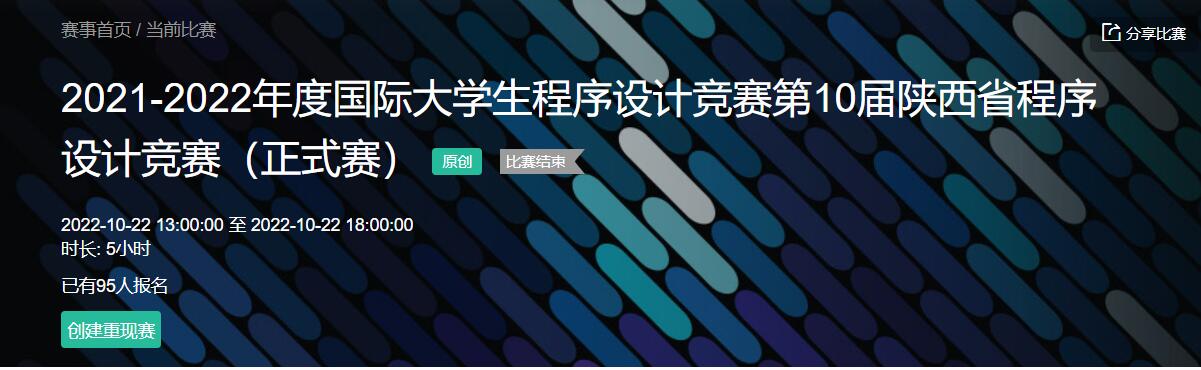 赛事首页 / 当前比赛
分享比赛
2021-2022年度国际大学生程序设计竞赛第10届陕西省程序
设计竞赛（正式赛） 原创 比赛结束
2022-10-22 13:00:00 至 2022-10-22 18:00:00
时长: 5小时
已有95人报名
创建重现赛